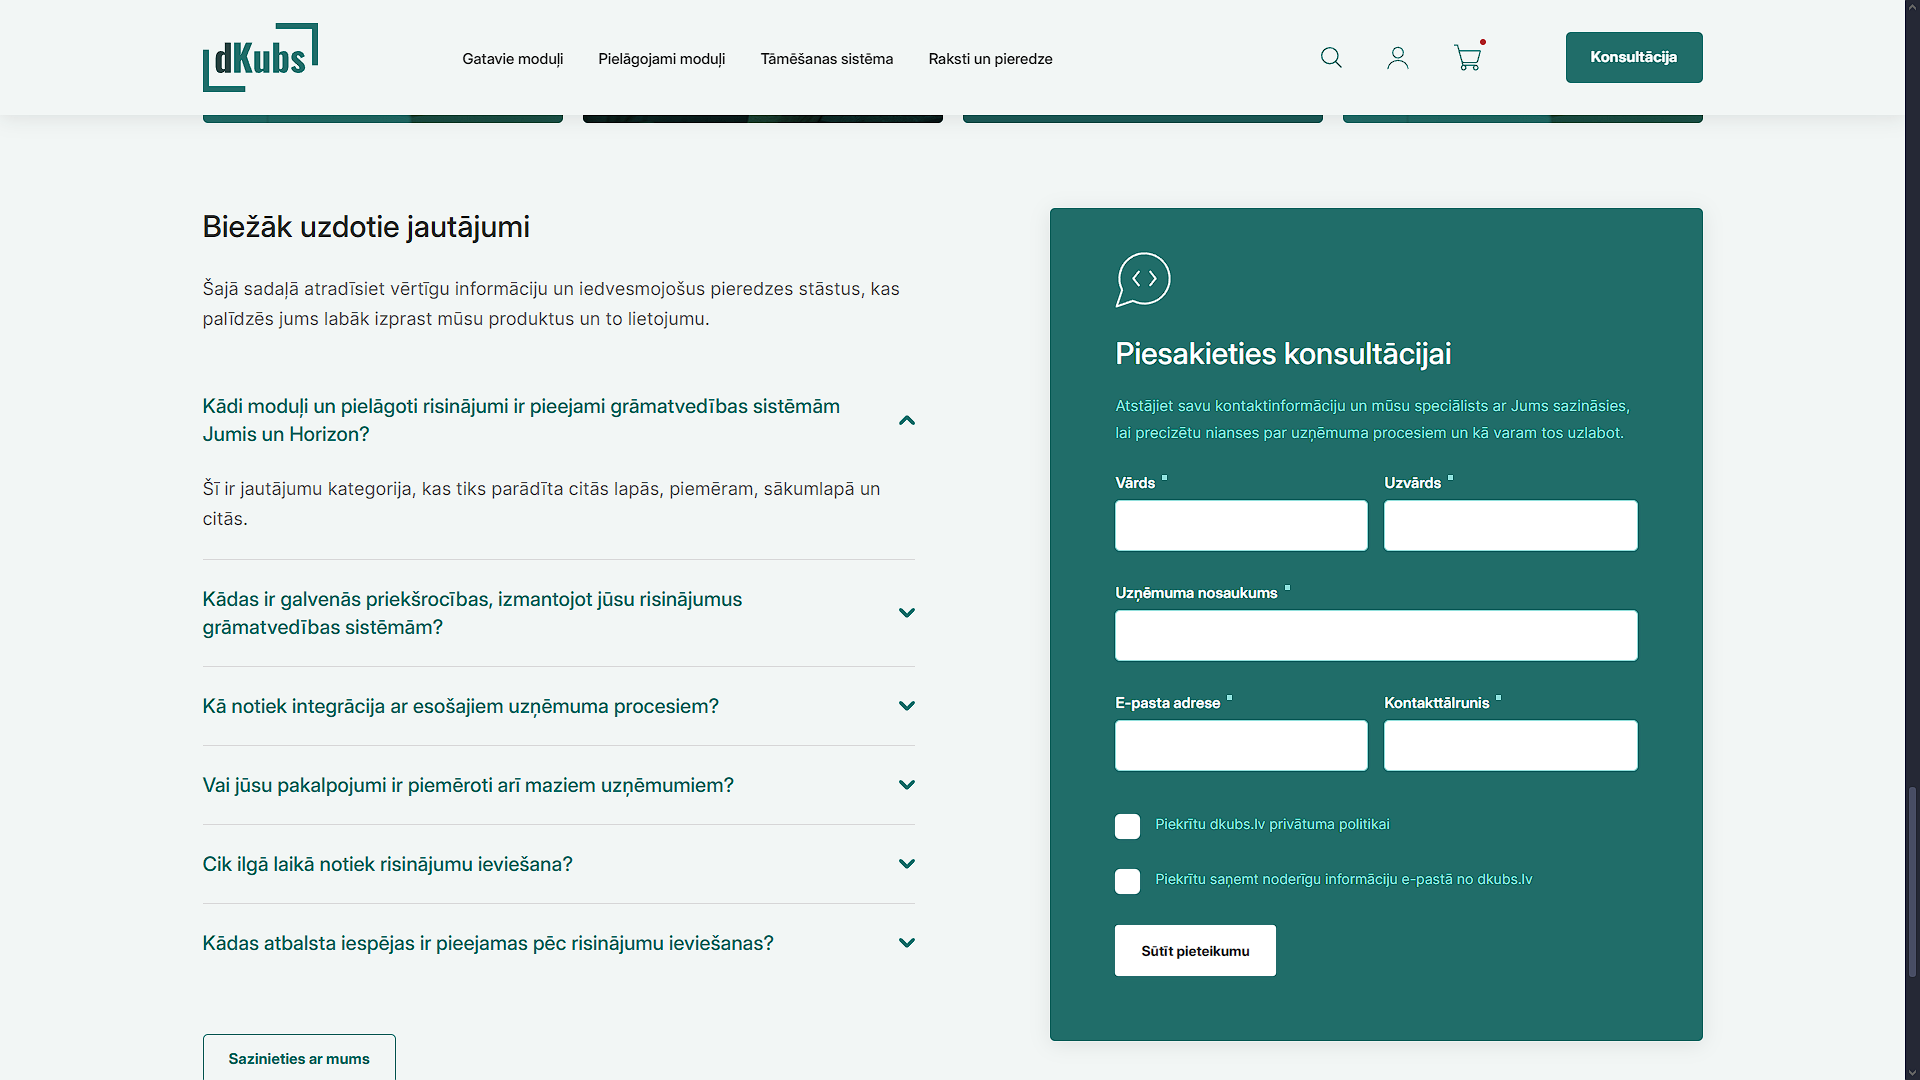 dKubs
Gatavie moduļi
Pielāgojami moduļi
Tāmēšanas sistēma
Raksti un pieredze
Konsultācija
Biežāk uzdotie jautājumi
Šajā sadaļā atradīsiet vērtīgu informāciju un iedvesmojošus pieredzes stāstus, kas
palīdzēs jums labāk izprast mūsu produktus un to lietojumu.
Kādi moduļi un pielāgoti risinājumi ir pieejami grāmatvedības sistēmām
Jumis un Horizon?
Šī ir jautājumu kategorija, kas tiks parādīta citās lapās, piemēram, sākumlapā un
citās.
Kādas ir galvenās priekšrocības, izmantojot jūsu risinājumus
grāmatvedības sistēmām?
Kā notiek integrācija ar esošajiem uzņēmuma procesiem?
Vai jūsu pakalpojumi ir piemēroti arī maziem uzņēmumiem?
Cik ilgā laikā notiek risinājumu ieviešana?
Kādas atbalsta iespējas ir pieejamas pēc risinājumu ieviešanas?
Sazinieties ar mums
Piesakieties konsultācijai
Atstājiet savu kontaktinformāciju un mūsu speciālists ar Jums sazināsies,
lai precizētu nianses par uzņēmuma procesiem un kā varam tos uzlabot.
Vārds *
Uzvārds *
Uzņēmuma nosaukums *
E-pasta adrese *
Kontakttālrunis *
Piekrītu dkubs.lv privātuma politikai
Piekrītu saņemt noderīgu informāciju e-pastā no dkubs.lv
Sūtīt pieteikumu